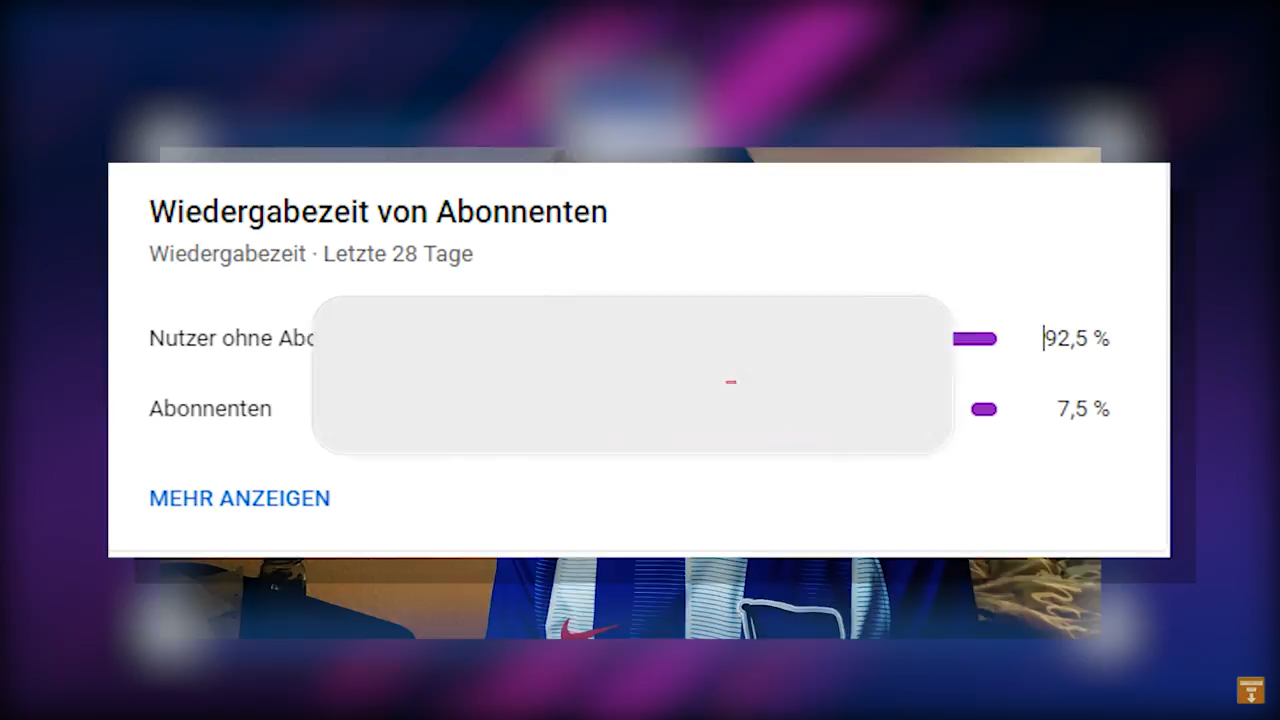 Wiedergabezeit von Abonnenten
Wiedergabezeit · Letzte 28 Tage
Nutzer ohne Abo
92,5 %
Abonnenten
7,5 %
MEHR ANZEIGEN